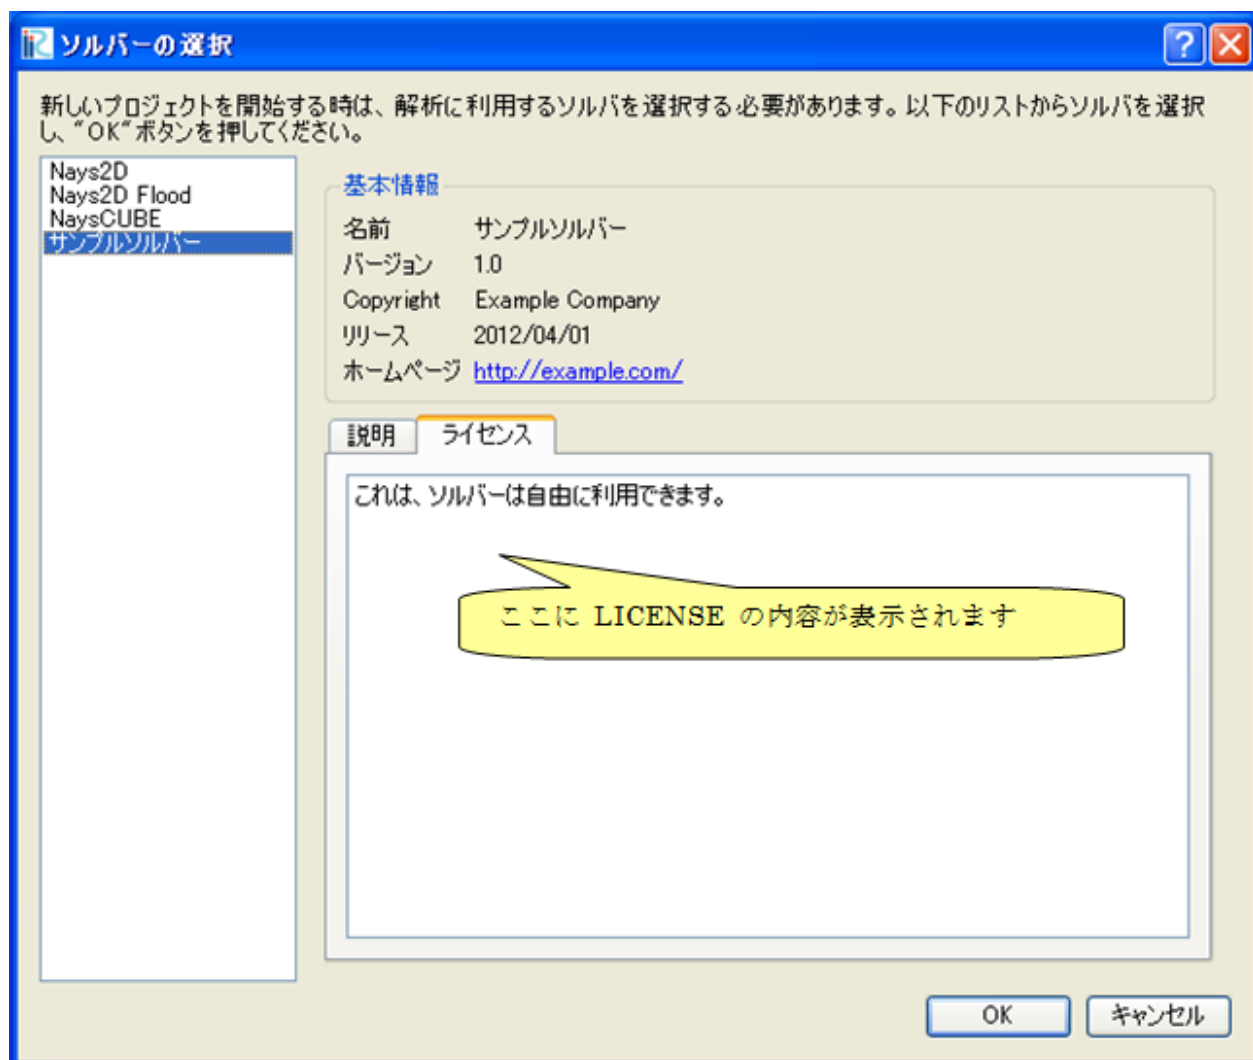 ソルバーの選択
新しいプロジェクトを開始する時は、解析に利用するソルバを選択する必要があります。以下のリストからソルバを選択
し、“OK”ボタンを押してください。
Nays2D
Nays2D Flood
NaysCUBE
サンプルソルバー
基本情報
名前 サンプルソルバー
バージョン 1.0
Copyright Example Company
リリース 2012/04/01
ホームページ http://example.com/
説明 ライセンス
これは、ソルバーは自由に利用できます。
ここに LICENSE の内容が表示されます
OK キャンセル